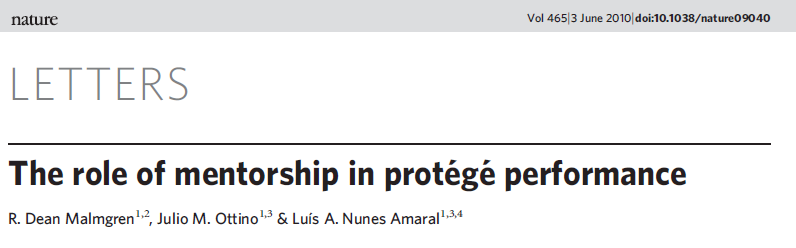 nature Vol 465|3 June 2010|doi:10.1038/nature09040
LETTERS
The role of mentorship in protégé performance
R. Dean Malmgren1,2, Julio M. Ottino1,3 & Luís A. Nunes Amaral1,3,4